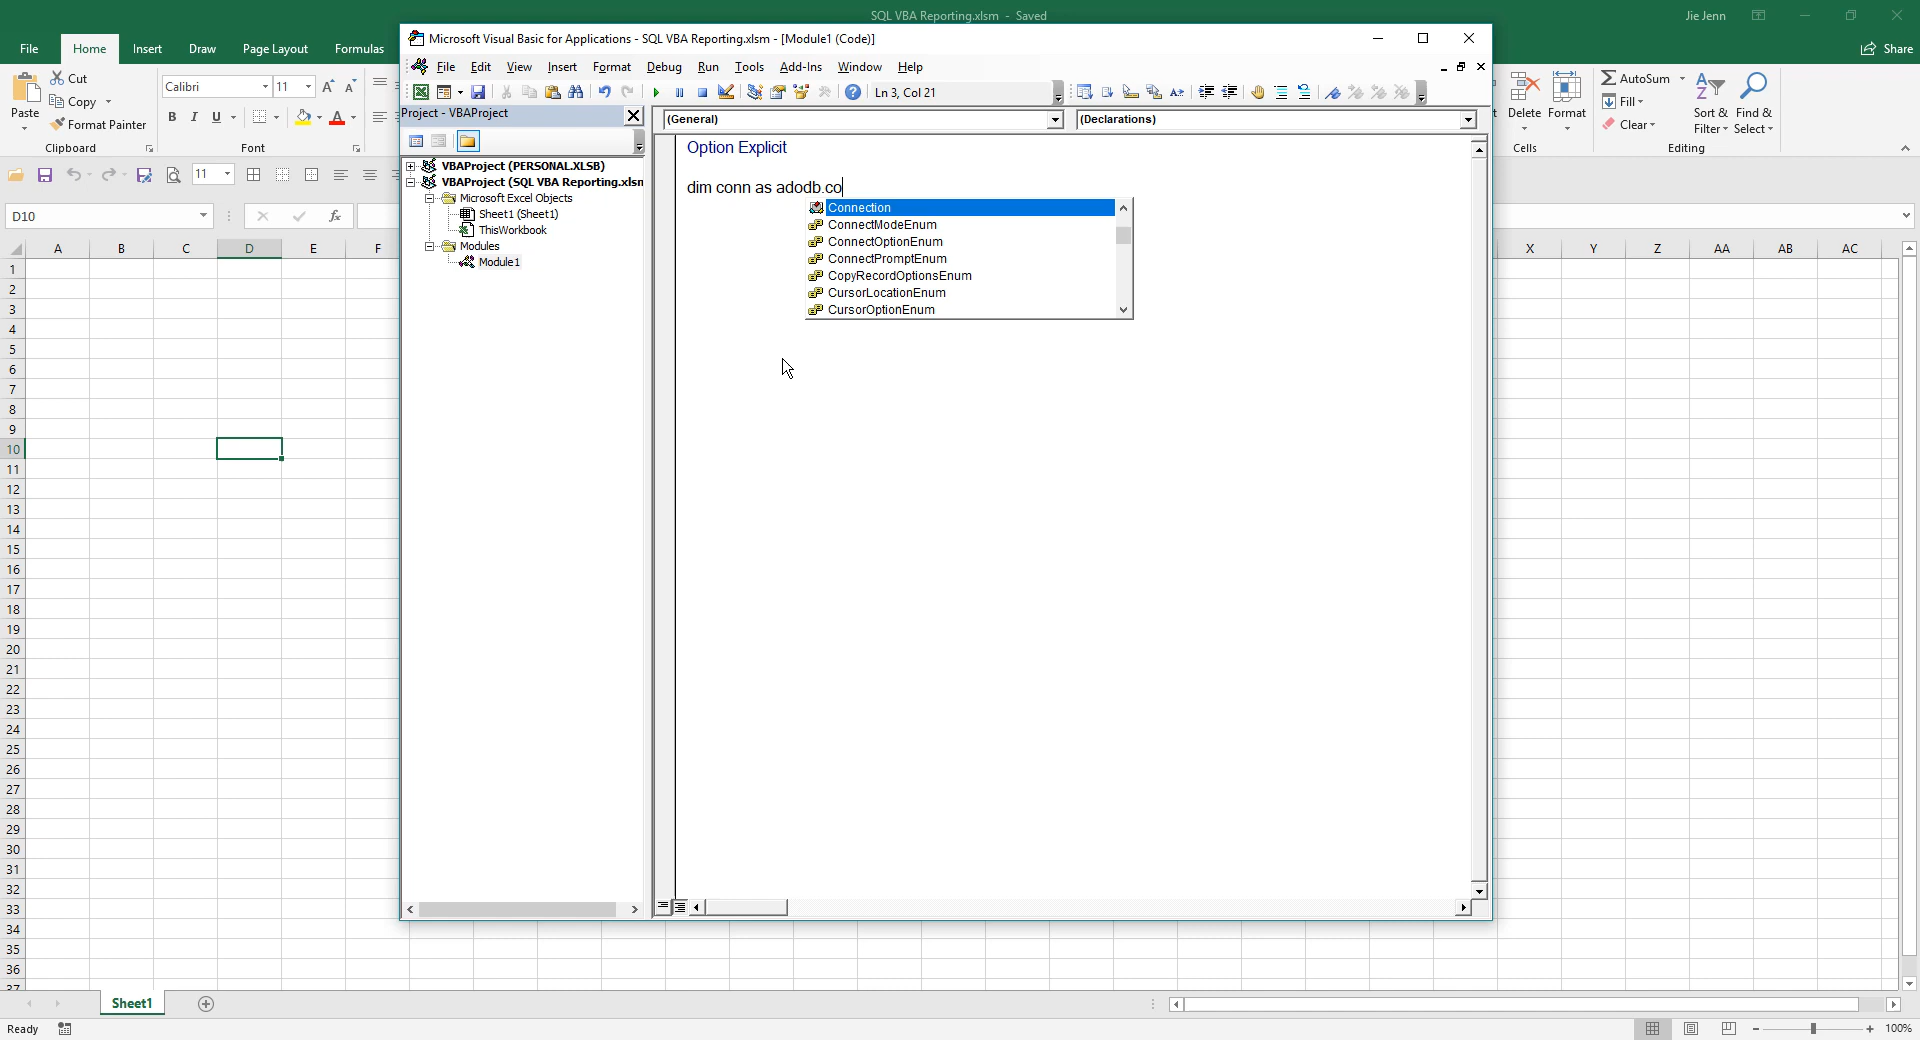 SQL VBA Reporting.xlsm - Saved
Jie Jenn
File Home Insert Draw Page Layout Formulas
Share
Microsoft Visual Basic for Applications - SQL VBA Reporting.xlsm - [Module1 (Code)]
File Edit View Insert Format Debug Run Tools Add-Ins Window Help
Ln 3, Col 21
Paste
Cut
Copy
Format Painter
Clipboard
Calibri 11
B I U
Font
Delete Format
Cells
AutoSum
Fill
Clear
Sort & Filter
Find & Select
Editing
11
D10
fx
Project - VBAProject
VBAProject (PERSONAL.XLSB)
VBAProject (SQL VBA Reporting.xlsm
Microsoft Excel Objects
Sheet1 (Sheet1)
ThisWorkbook
Modules
Module1
(General)
(Declarations)
Option Explicit
dim conn as adodb.co
Connection
ConnectModeEnum
ConnectOptionEnum
ConnectPromptEnum
CopyRecordOptionsEnum
CursorLocationEnum
CursorOptionEnum
A B C D E F X Y Z AA AB AC
1
2
3
4
5
6
7
8
9
10
11
12
13
14
15
16
17
18
19
20
21
22
23
24
25
26
27
28
29
30
31
32
33
34
35
36
37
Sheet1
Ready
100%